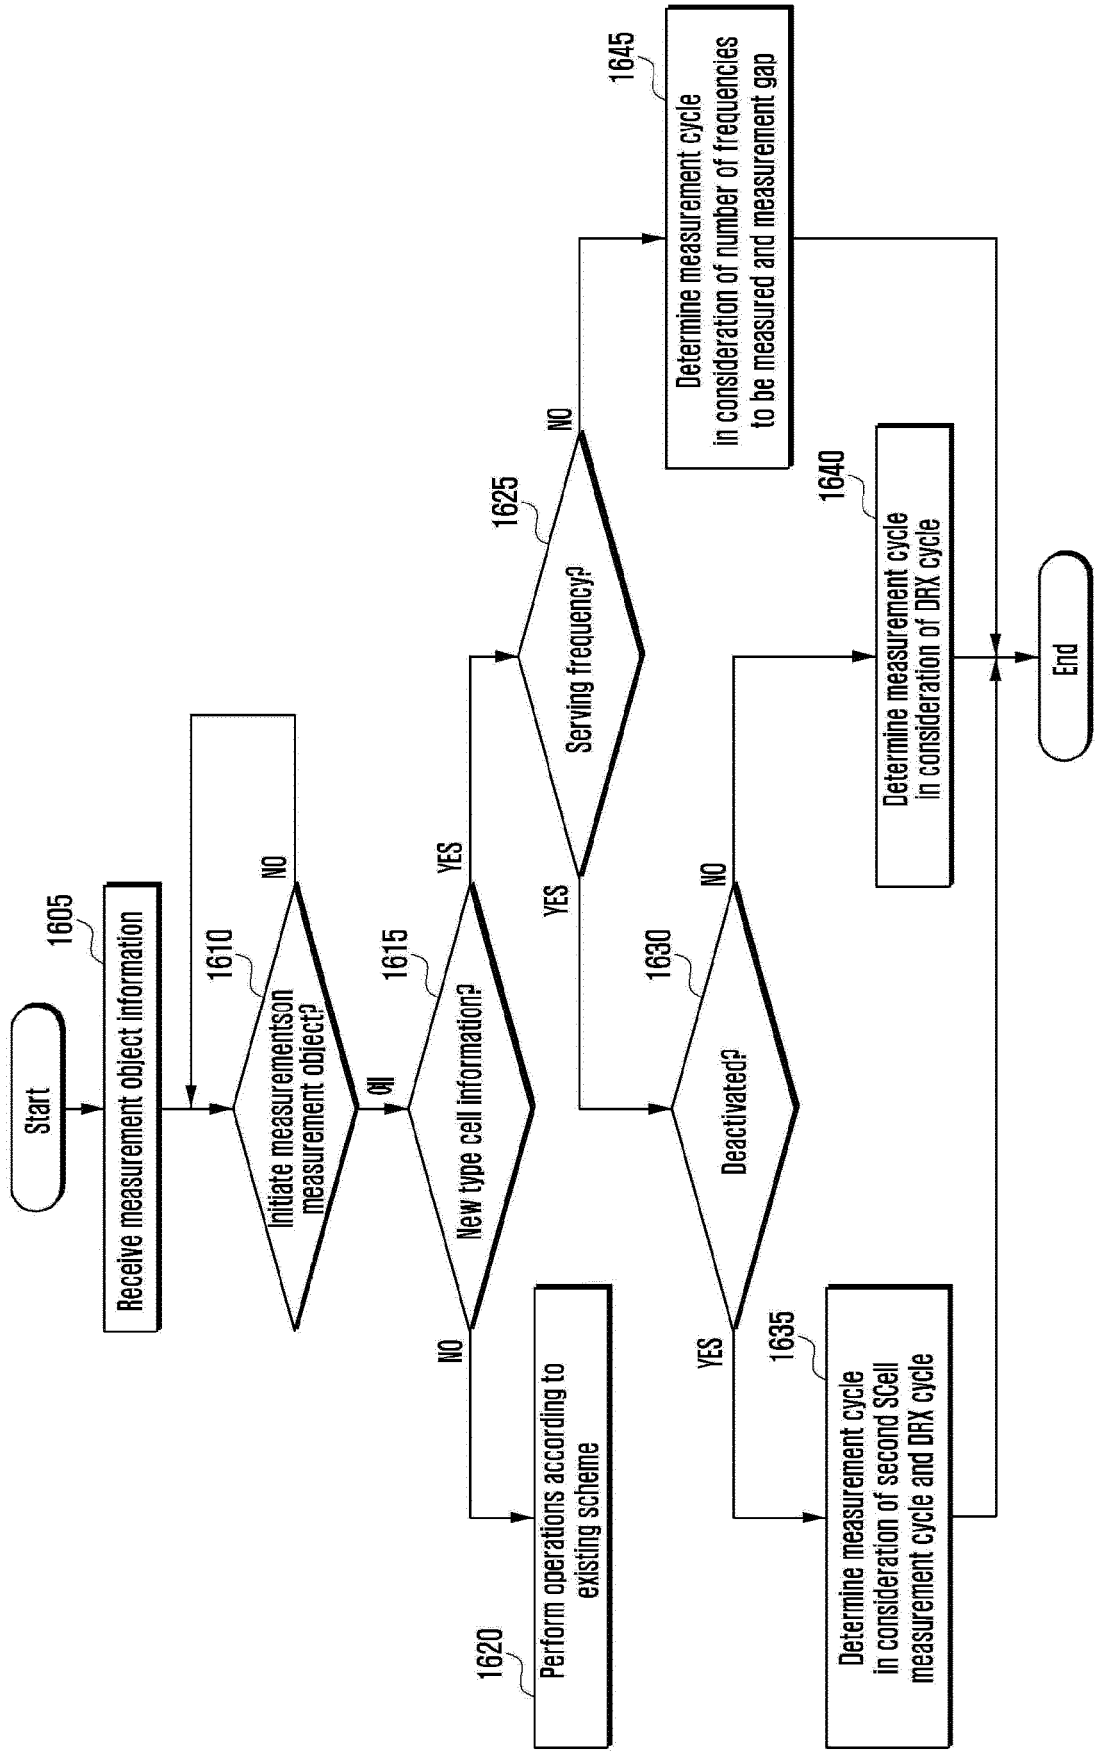 Start
1605
Receive measurement object information
1610
Initiate measurementson
measurement object?
NO
1615
New type cell information?
YES
NO
1620
Perform operations according to
existing scheme
1625
Serving frequency?
NO
YES
1630
Deactivated?
NO
YES
1635
Determine measurement cycle
in consideration of second SCell
measurement cycle and DRX cycle
1640
Determine measurement cycle
in consideration of DRX cycle
1645
Determine measurement cycle
in consideration of number of frequencies
to be measured and measurement gap
End